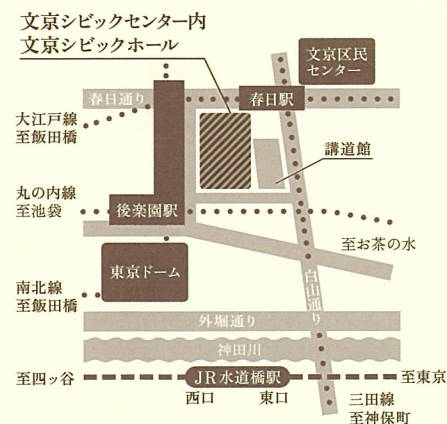 文京シビックセンター内
文京シビックホール
文京区民
センター
春日通り
春日駅
大江戸線
至飯田橋
講道館
丸の内線
至池袋
後楽園駅
至お茶の水
東京ドーム
白山通り
南北線
至飯田橋
外堀通り
神田川
至四ッ谷
JR水道橋駅
至東京
西口
東口
三田線
至神保町